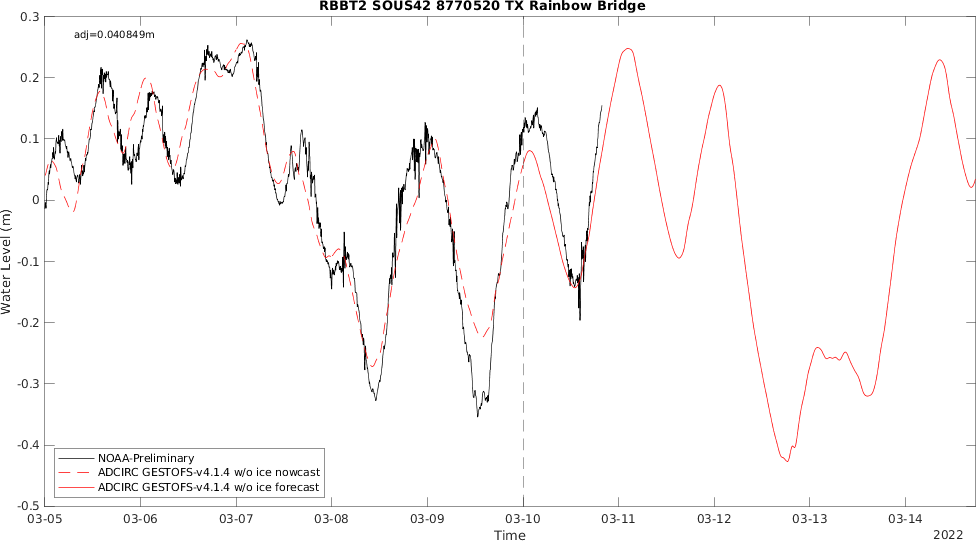 RBBT2 SOUS42 8770520 TX Rainbow Bridge
adj=0.040849m
0.3
0.2
0.1
0
-0.1
-0.2
-0.3
-0.4
-0.5
Water Level (m)
NOAA-Preliminary
ADCIRC GESTOFS-v4.1.4 w/o ice nowcast
ADCIRC GESTOFS-v4.1.4 w/o ice forecast
03-05 03-06 03-07 03-08 03-09 03-10 03-11 03-12 03-13 03-14
Time
2022